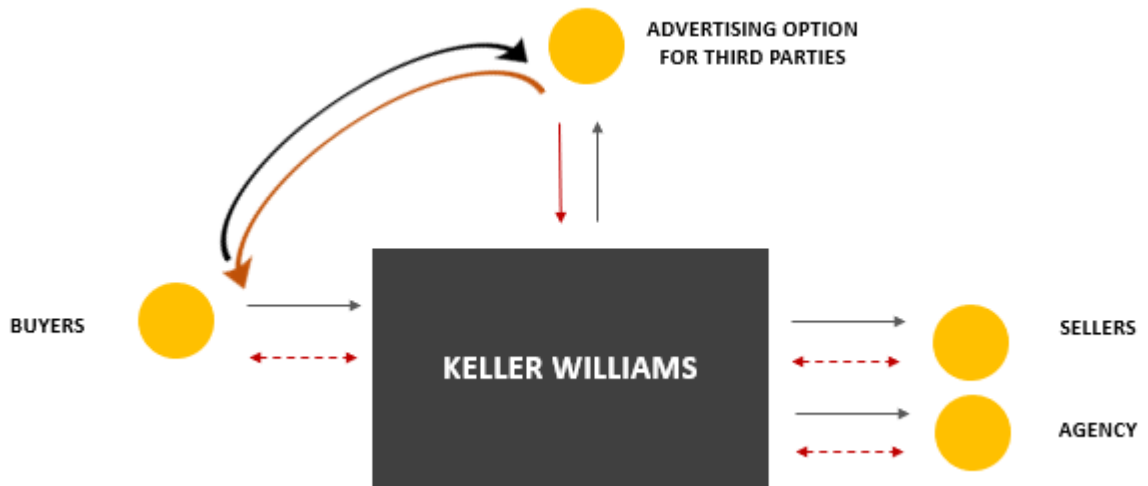 ADVERTISING OPTION
FOR THIRD PARTIES
BUYERS
KELLER WILLIAMS
SELLERS
AGENCY